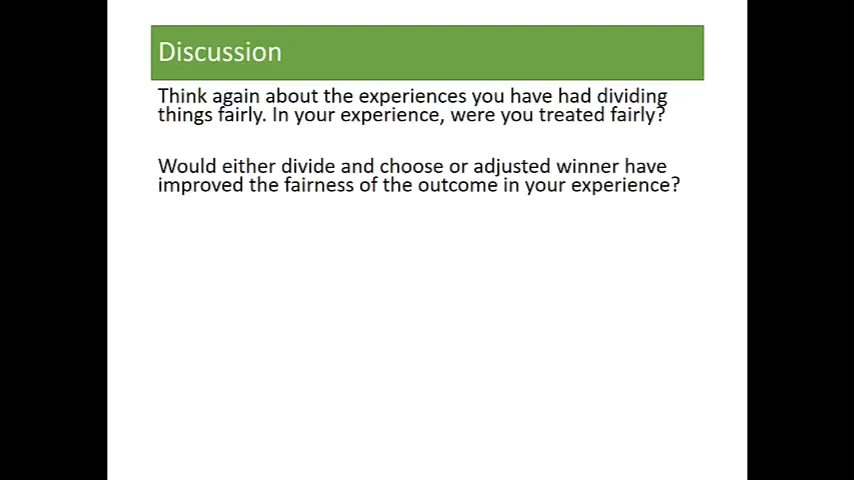 Discussion
Think again about the experiences you have had dividing
things fairly. In your experience, were you treated fairly?
Would either divide and choose or adjusted winner have
improved the fairness of the outcome in your experience?